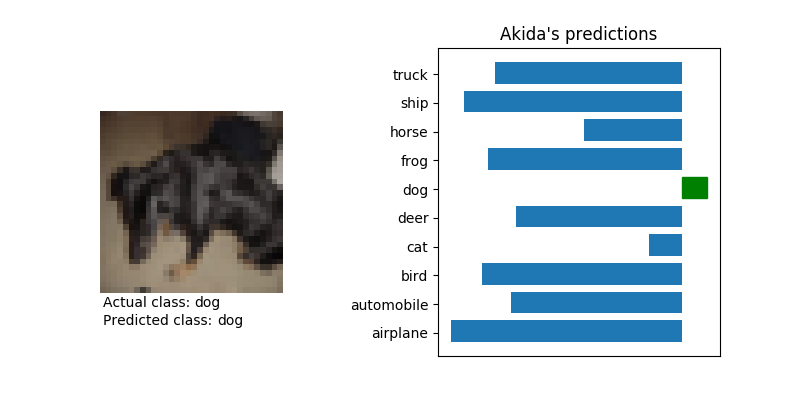 Akida's predictions
truck
ship
horse
frog
dog
deer
cat
bird
automobile
airplane
Actual class: dog
Predicted class: dog